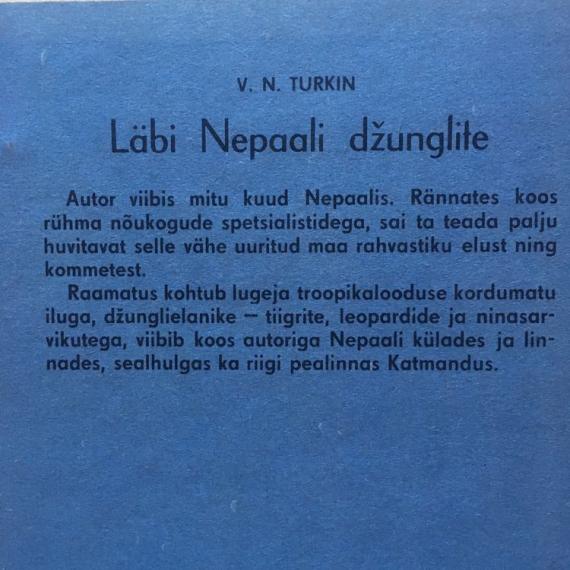 V. N. TURKIN
Läbi Nepaali džunglite
Autor viibis mitu kuud Nepaalis. Rännates koos
rühma nõukogude spetsialistidega, sai ta teada palju
huvitavat selle vähe uuritud maa rahvastiku elust ning
kommetest.
Raamatus kohtub lugeja troopikalooduse kordumatu
iluga, džunglielanike — tiigrite, leopardide ja ninasar-
vikutega, viibib koos autoriga Nepaali külades ja lin-
nades, sealhulgas ka riigi pealinnas Katmandus.